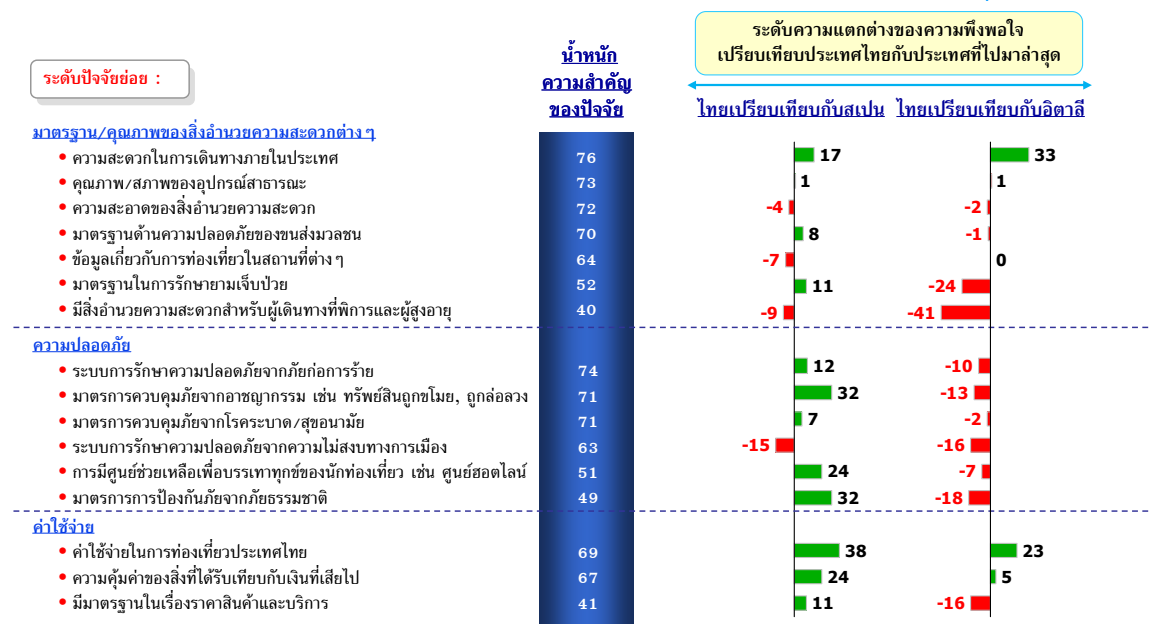 ระดับความแตกต่างของความพึงพอใจ
เปรียบเทียบประเทศไทยกับประเทศที่ไปมาล่าสุด
ระดับปัจจัยย่อย :
น้ำหนัก
ความสำคัญ
ของปัจจัย
ไทยเปรียบเทียบกับสเปน ไทยเปรียบเทียบกับอิตาลี
มาตรฐาน/คุณภาพของสิ่งอำนวยความสะดวกต่างๆ
• ความสะดวกในการเดินทางภายในประเทศ 76 17 33
• คุณภาพ/สภาพของอุปกรณ์สาธารณะ 73 1 1
• ความสะอาดของสิ่งอำนวยความสะดวก 72 -4 -2
• มาตรฐานด้านความปลอดภัยของขนส่งมวลชน 70 8 -1
• ข้อมูลเกี่ยวกับการท่องเที่ยวในสถานที่ต่างๆ 64 -7 0
• มาตรฐานในการรักษายามเจ็บป่วย 52 11 -24
• มีสิ่งอำนวยความสะดวกสำหรับผู้เดินทางที่พิการและผู้สูงอายุ 40 -9 -41
ความปลอดภัย
• ระบบการรักษาความปลอดภัยจากภัยก่อการร้าย 74 12 -10
• มาตรการควบคุมภัยจากอาชญากรรม เช่น ทรัพย์สินถูกขโมย, ถูกล่อลวง 71 32 -13
• มาตรการควบคุมภัยจากโรคระบาด/สุขอนามัย 71 7 -2
• ระบบการรักษาความปลอดภัยจากความไม่สงบทางการเมือง 63 -15 -16
• การมีศูนย์ช่วยเหลือเพื่อบรรเทาทุกข์ของนักท่องเที่ยว เช่น ศูนย์ฮอตไลน์ 51 24 -7
• มาตรการการป้องกันภัยจากภัยธรรมชาติ 49 32 -18
ค่าใช้จ่าย
• ค่าใช้จ่ายในการท่องเที่ยวประเทศไทย 69 38 23
• ความคุ้มค่าของสิ่งที่ได้รับเทียบกับเงินที่เสียไป 67 24 5
• มีมาตรฐานในเรื่องราคาสินค้าและบริการ 41 11 -16